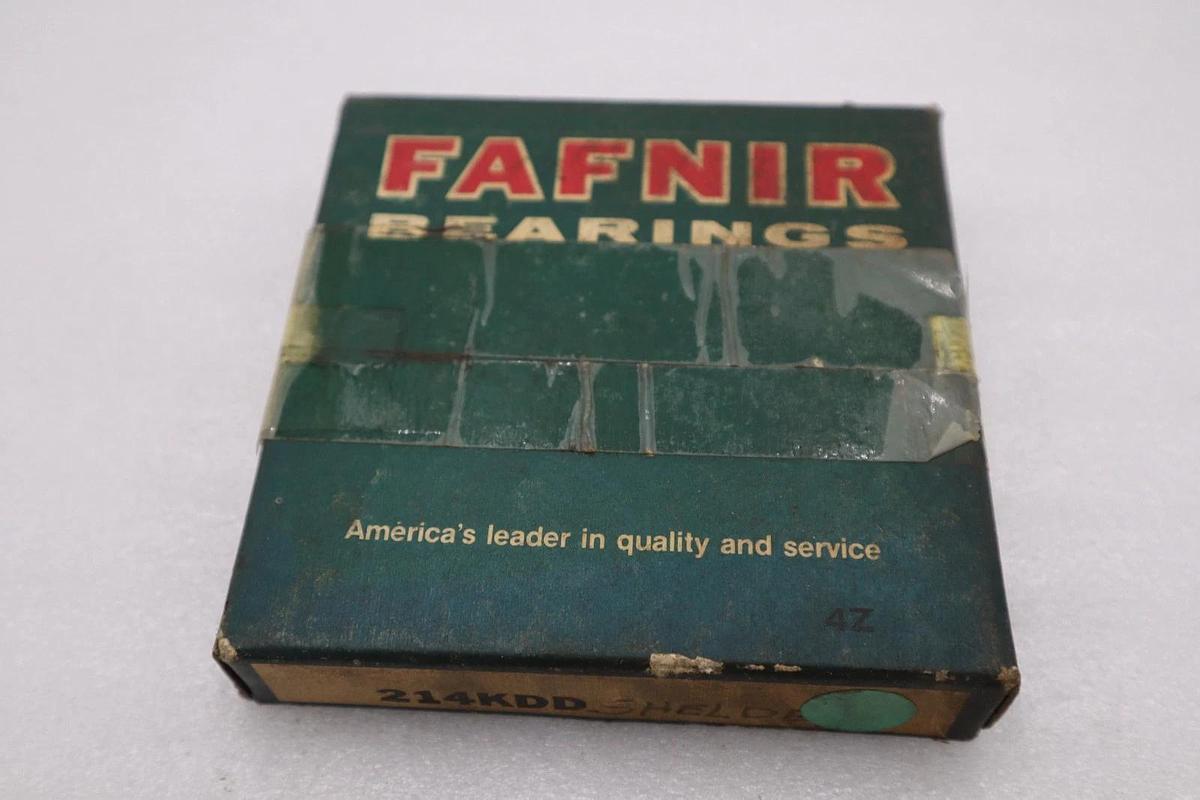 FAFNIR
BEARINGS
America's leader in quality and service
4Z
214KDD